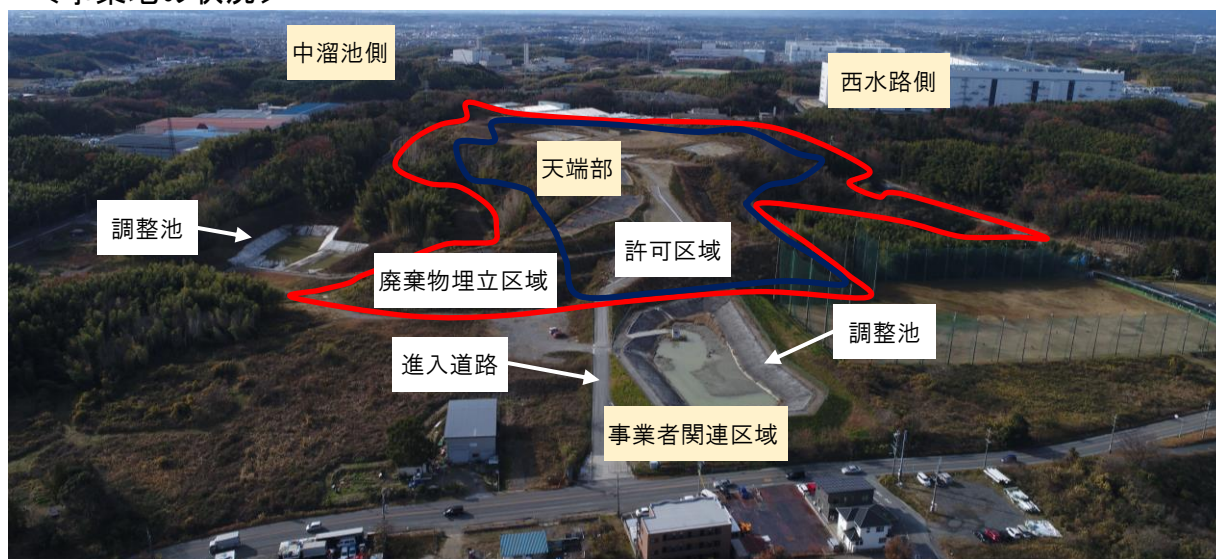 中溜池側
西水路側
天端部
調整池
許可区域
廃棄物埋立区域
調整池
進入道路
事業者関連区域